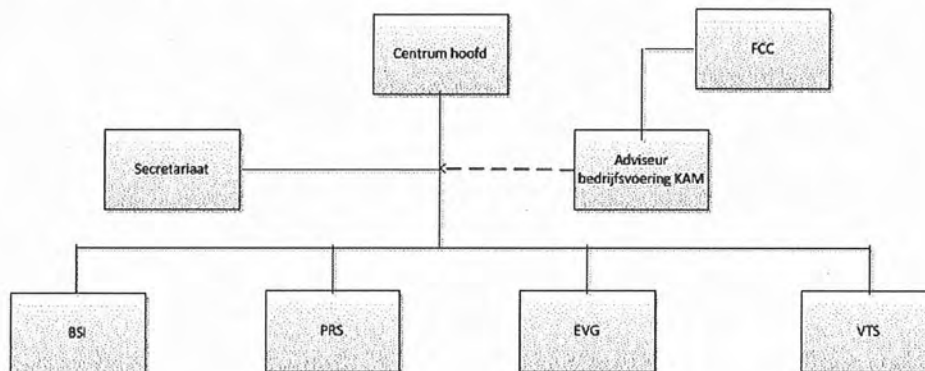 Centrum hoofd
FCC
Secretariaat
Adviseur
bedrijfsvoering KAM
BSI
PRS
EVG
VTS